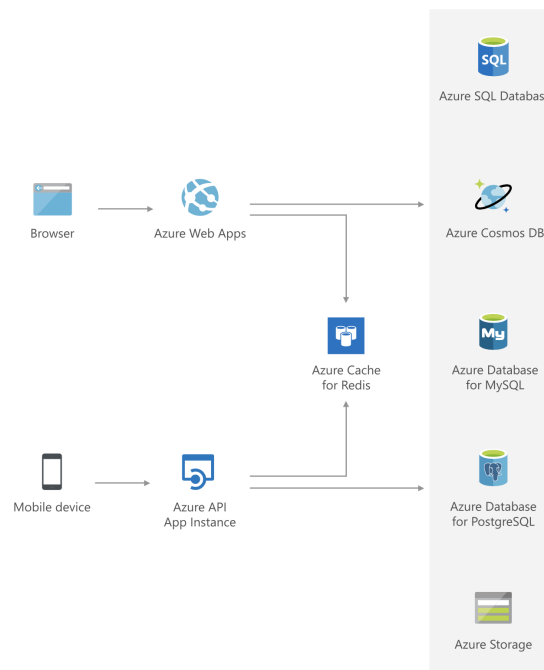 SQL
Azure SQL Databas
Browser
Azure Web Apps
Azure Cosmos DB
Azure Cache
for Redis
My
Azure Database
for MySQL
Mobile device
Azure API
App Instance
Azure Database
for PostgreSQL
Azure Storage